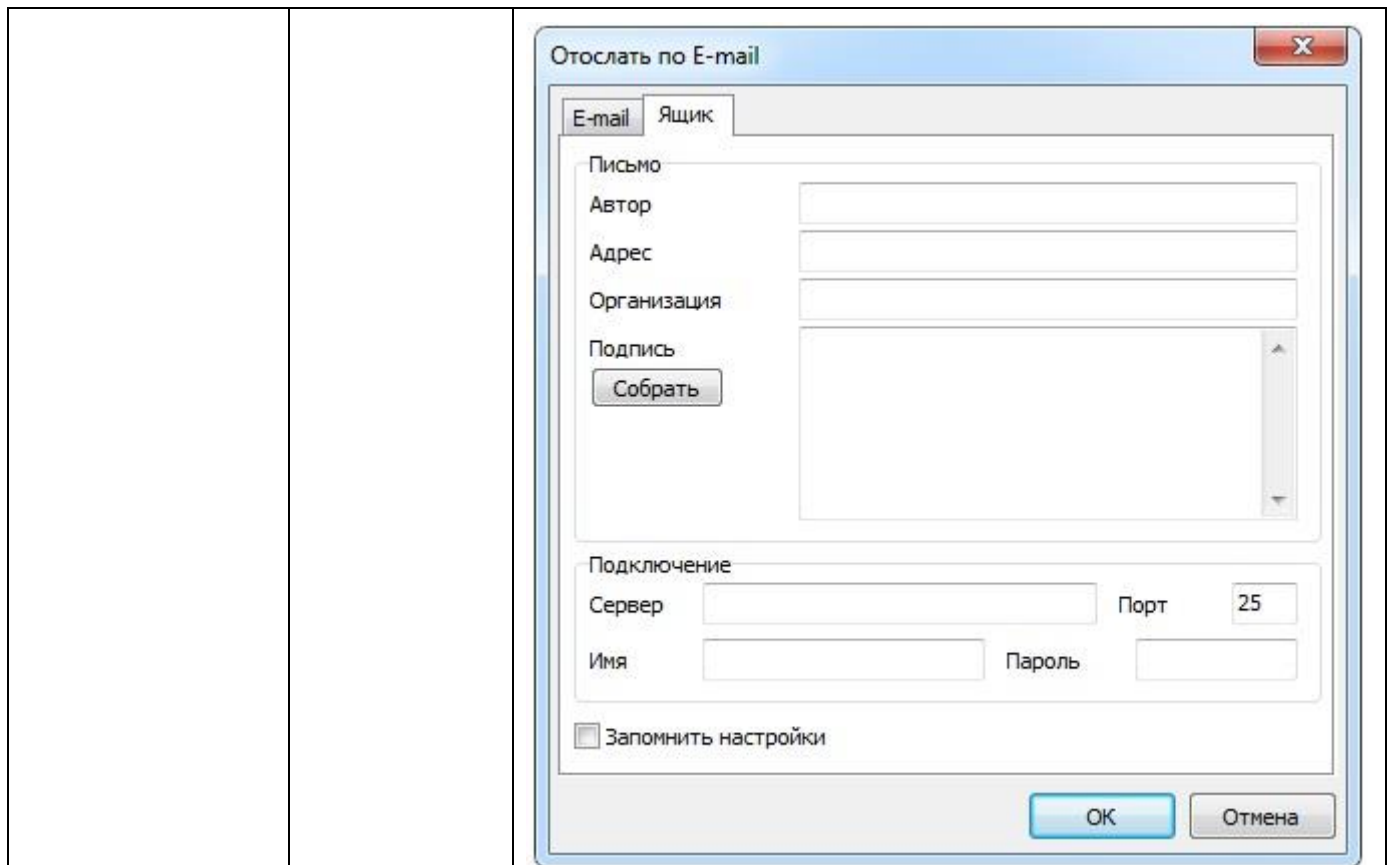 Отослать по E-mail
E-mail Ящик
Письмо
Автор
Адрес
Организация
Подпись
Собрать
Подключение
Сервер Порт 25
Имя Пароль
Запомнить настройки
OK Отмена